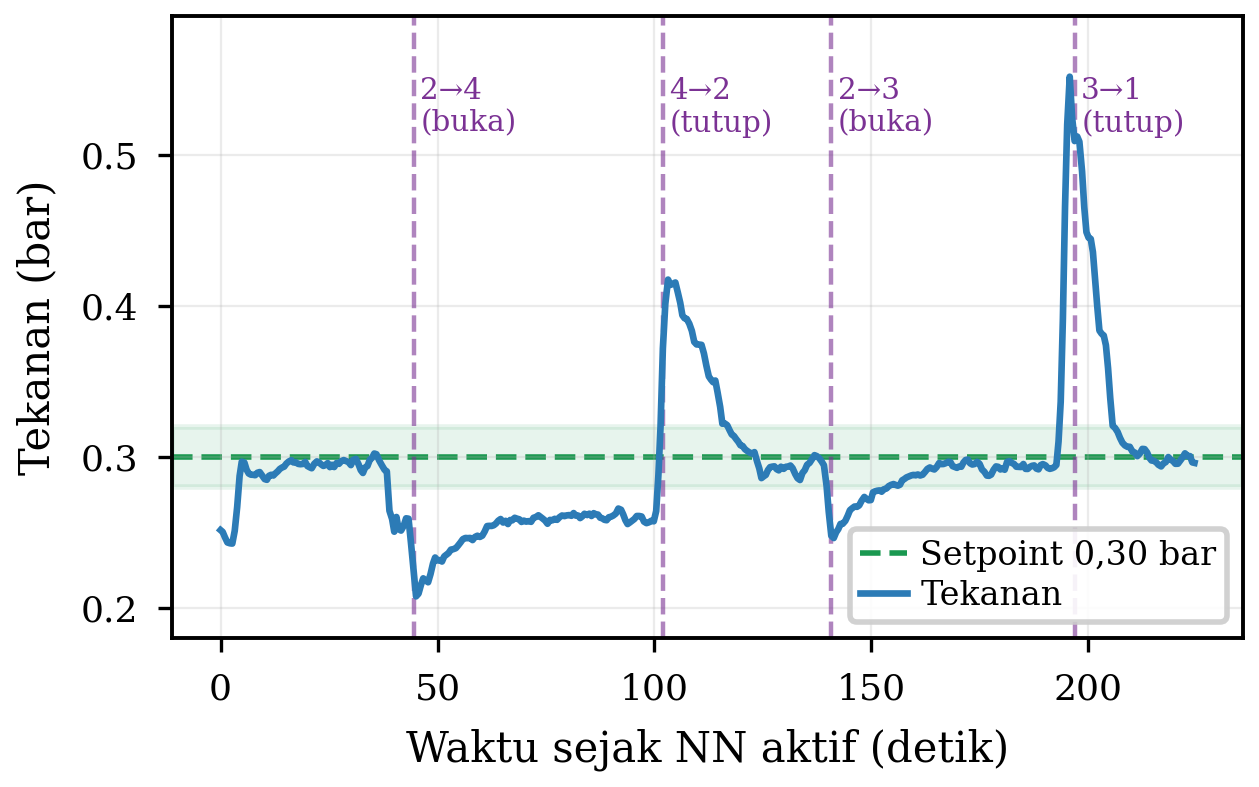 2→4
(buka)
4→2
(tutup)
2→3
(buka)
3→1
(tutup)
0.5
0.4
0.3
0.2
Tekanan (bar)
Setpoint 0,30 bar
Tekanan
0
50
100
150
200
Waktu sejak NN aktif (detik)